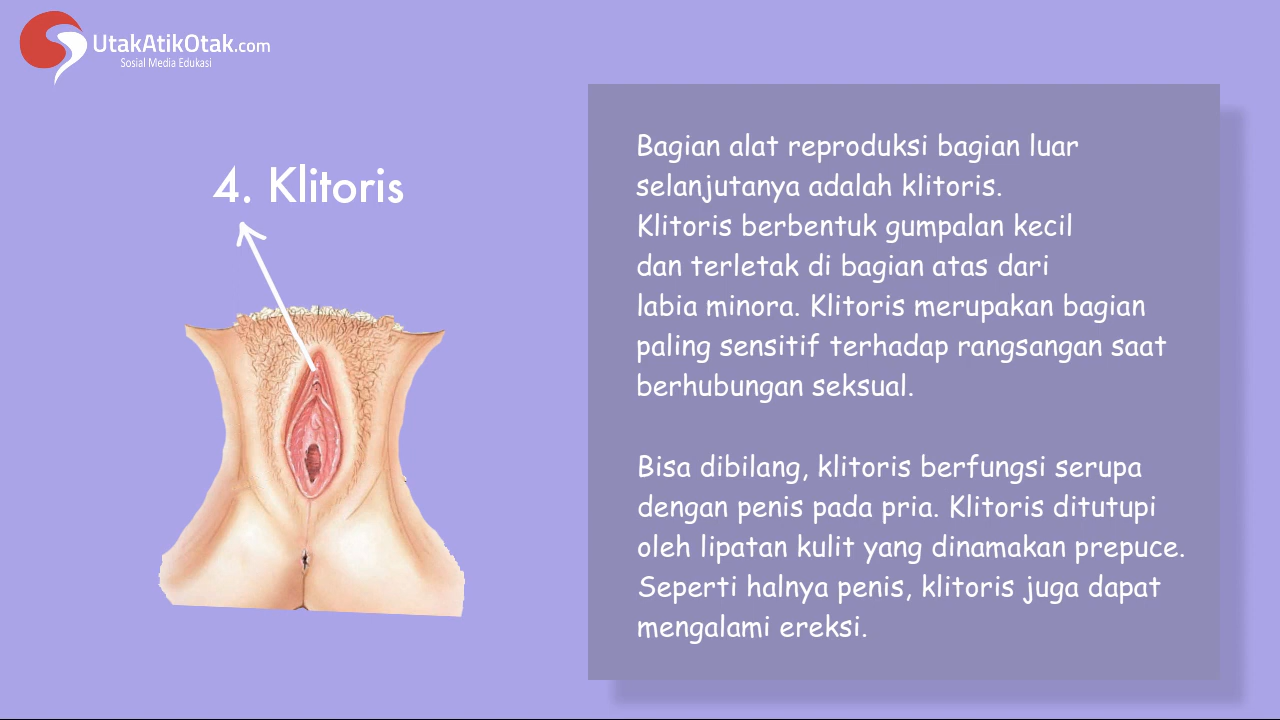 UtakAtikOtak.com
Sosial Media Edukasi
4. Klitoris
Bagian alat reproduksi bagian luar
selanjutanya adalah klitoris.
Klitoris berbentuk gumpalan kecil
dan terletak di bagian atas dari
labia minora. Klitoris merupakan bagian
paling sensitif terhadap rangsangan saat
berhubungan seksual.
Bisa dibilang, klitoris berfungsi serupa
dengan penis pada pria. Klitoris ditutupi
oleh lipatan kulit yang dinamakan prepuce.
Seperti halnya penis, klitoris juga dapat
mengalami ereksi.